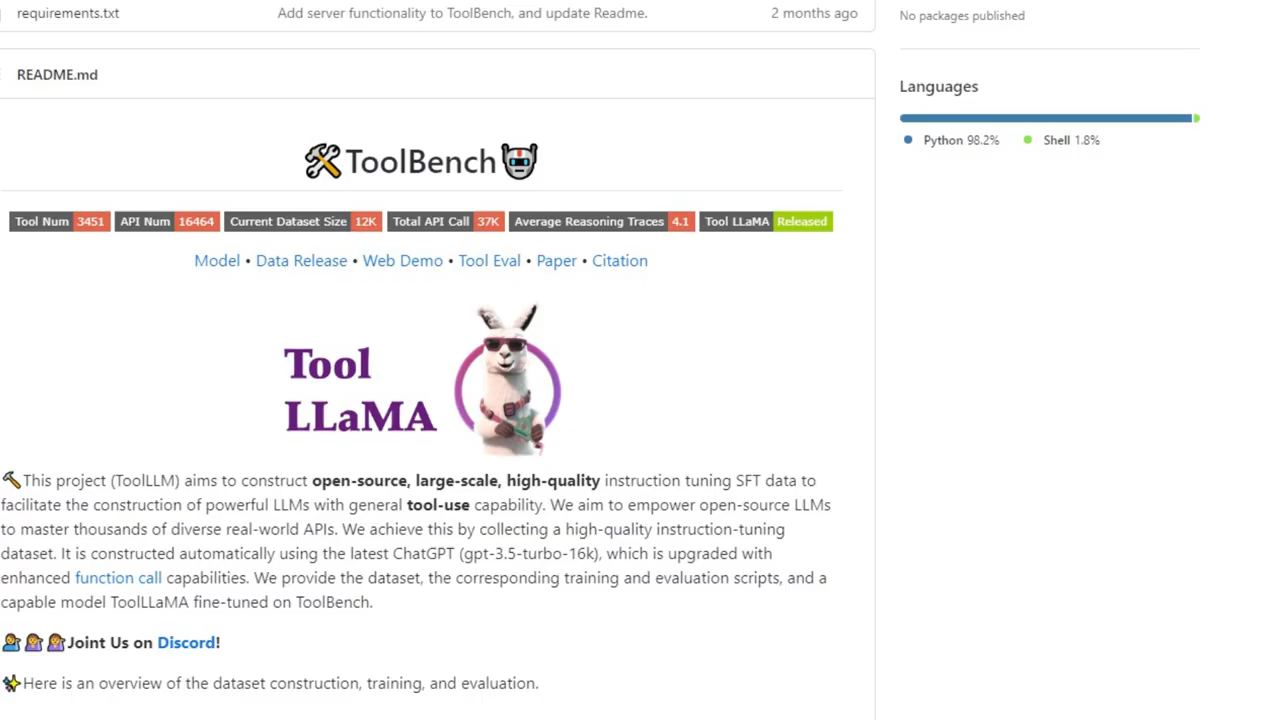 requirements.txt Add server functionality to ToolBench, and update Readme. 2 months ago
No packages published
README.md
Languages
Python 98.2% Shell 1.8%
ToolBench
Tool Num 3451 API Num 16464 Current Dataset Size 12K Total API Call 37K Average Reasoning Traces 4.1 Tool LLaMA Released
Model • Data Release • Web Demo • Tool Eval • Paper • Citation
Tool
LLaMA
🔨This project (ToolLLM) aims to construct open-source, large-scale, high-quality instruction tuning SFT data to
facilitate the construction of powerful LLMs with general tool-use capability. We aim to empower open-source LLMs
to master thousands of diverse real-world APIs. We achieve this by collecting a high-quality instruction-tuning
dataset. It is constructed automatically using the latest ChatGPT (gpt-3.5-turbo-16k), which is upgraded with
enhanced function call capabilities. We provide the dataset, the corresponding training and evaluation scripts, and a
capable model ToolLLaMA fine-tuned on ToolBench.
Joint Us on Discord!
✨Here is an overview of the dataset construction, training, and evaluation.